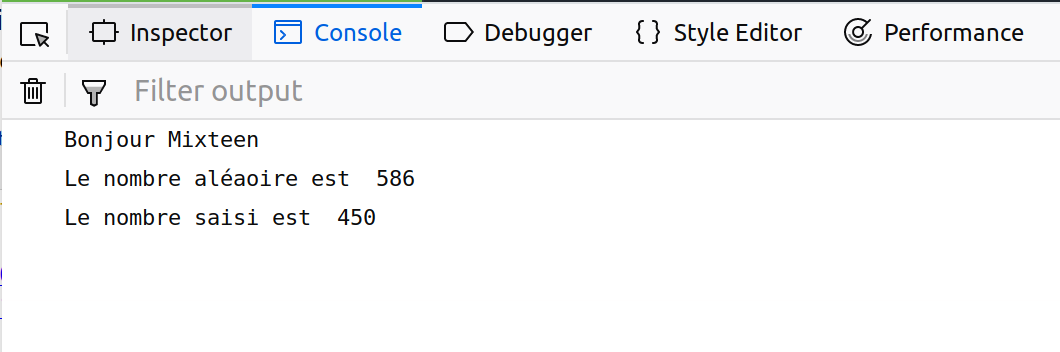 Inspector Console Debugger Style Editor Performance
Filter output
Bonjour Mixteen
Le nombre aléaoire est 586
Le nombre saisi est 450